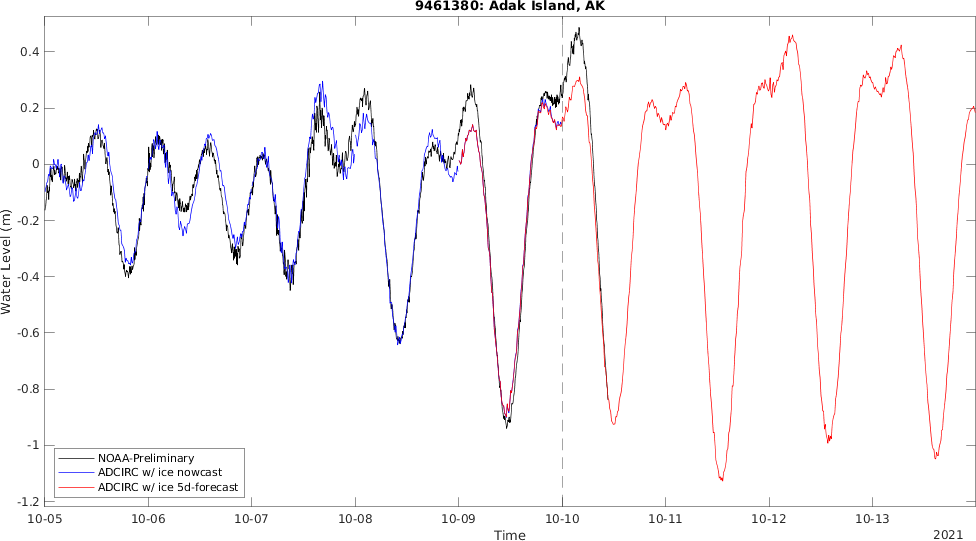 9461380: Adak Island, AK
Water Level (m)
0.4
0.2
0
-0.2
-0.4
-0.6
-0.8
-1
-1.2
NOAA-Preliminary
ADCIRC w/ ice nowcast
ADCIRC w/ ice 5d-forecast
10-05 10-06 10-07 10-08 10-09 10-10 10-11 10-12 10-13
Time
2021